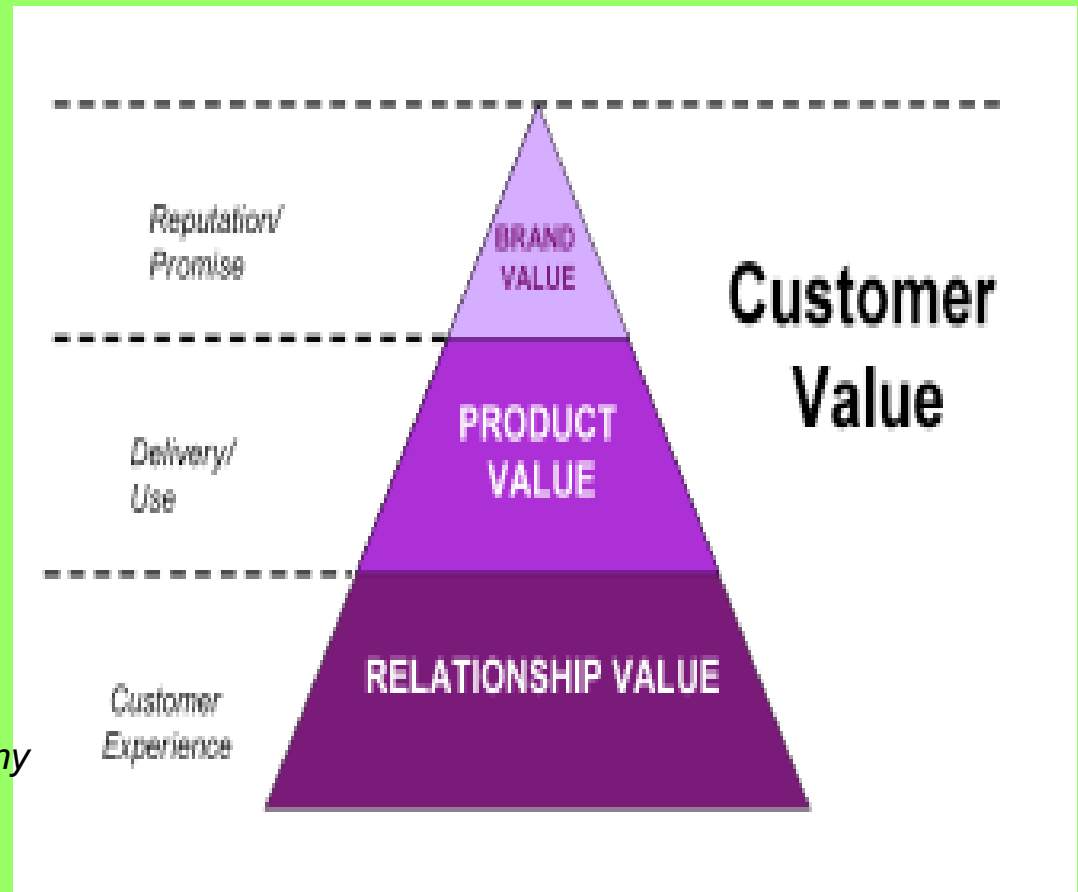 Reputation/
Promise
BRAND
VALUE
Customer
Value
Delivery/
Use
PRODUCT
VALUE
Customer
Experience
RELATIONSHIP VALUE